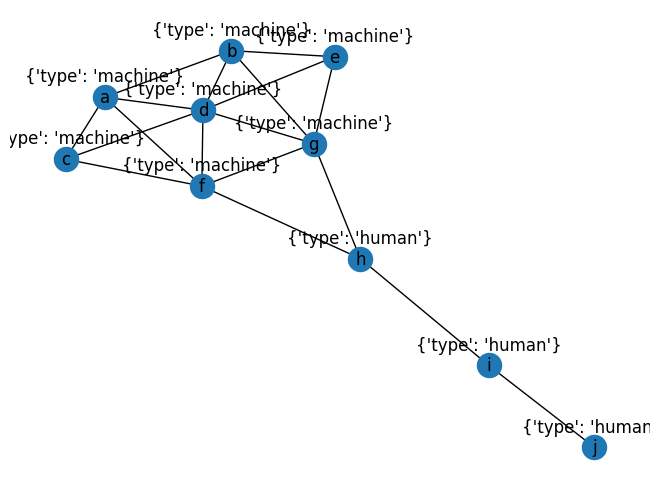 {'type': 'machine'}
b
{'type': 'machine'}
e
{'type': 'machine'}
a
{'type': 'machine'}
d
{'type': 'machine'}
g
ype': 'machine'}
c
{'type': 'machine'}
f
{'type': 'human'}
h
{'type': 'human'}
i
{'type': 'human
j